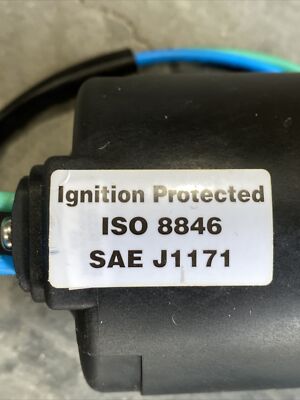 Ignition Protected
ISO 8846
SAE J1171